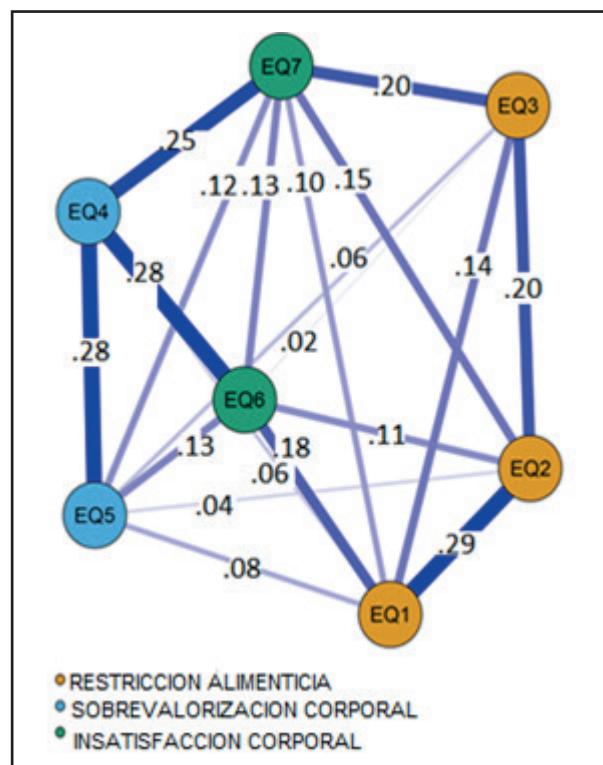 EQ7
.20
EQ3
.25
.12
.13
.10
.15
EQ4
.06
.14
.28
.20
.02
.28
EQ6
.13
.18
.11
.06
EQ2
.04
EQ5
.29
.08
EQ1
RESTRICCION ALIMENTICIA
SOBREVALORIZACION CORPORAL
INSATISFACCION CORPORAL